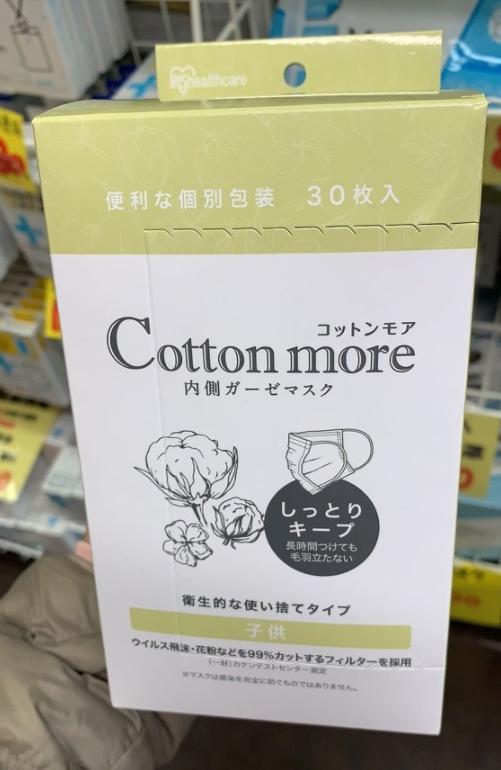 healthcare
便利な個別包装 30枚入
コットンモア
Cotton more
内側ガーゼマスク
しっとり
キープ
長時間つけても
毛羽立たない
衛生的な使い捨てタイプ
子供
ウイルス飛沫・花粉などを99%カットするフィルターを採用
(一財)カケンテストセンター測定
※マスクは感染を完全に防ぐものではありません。